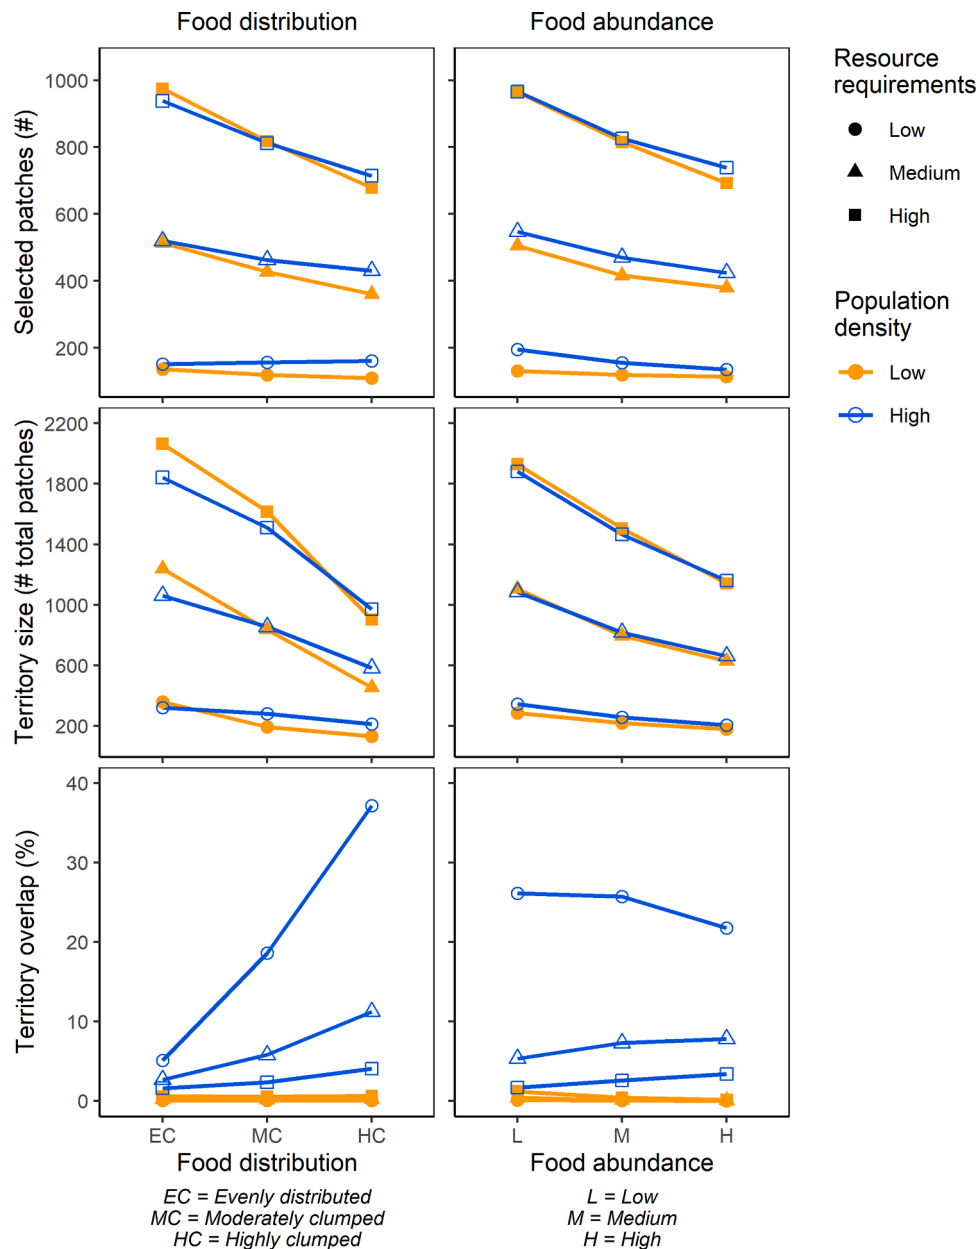 Food distribution
Food abundance
Selected patches (#)
1000
800
600
400
200
Territory size (# total patches)
2200
1800
1400
1000
600
200
Territory overlap (%)
40
30
20
10
0
EC
MC
HC
L
M
H
Food distribution
Food abundance
EC = Evenly distributed
MC = Moderately clumped
HC = Highly clumped
L = Low
M = Medium
H = High
Resource
requirements
Low
Medium
High
Population
density
Low
High